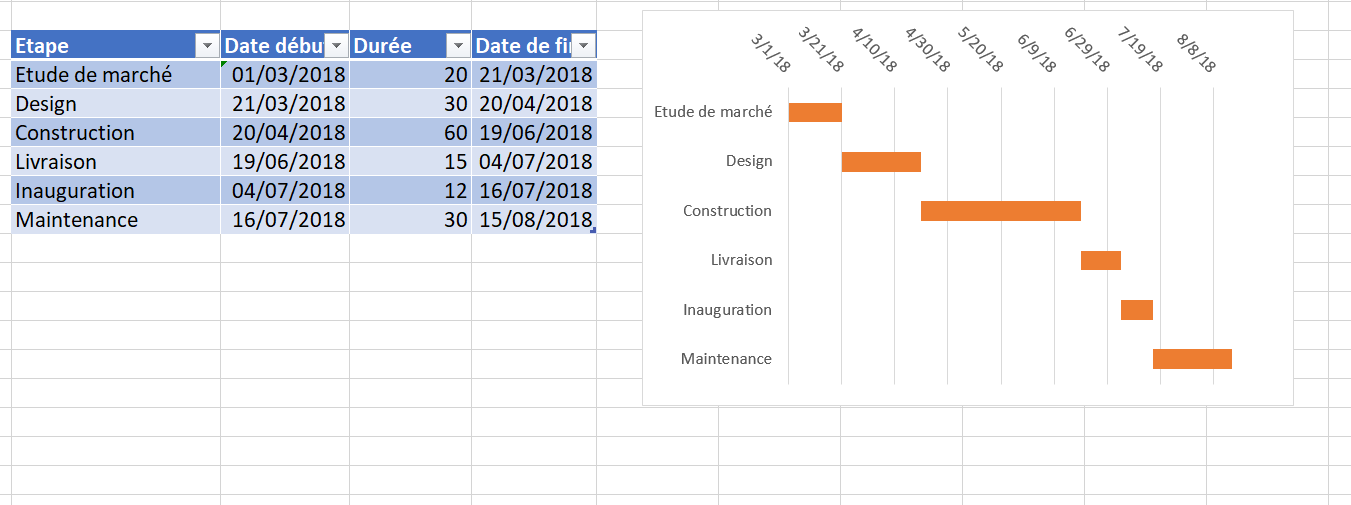 Etape Date débu Durée Date de fi
Etude de marché 01/03/2018 20 21/03/2018
Design 21/03/2018 30 20/04/2018
Construction 20/04/2018 60 19/06/2018
Livraison 19/06/2018 15 04/07/2018
Inauguration 04/07/2018 12 16/07/2018
Maintenance 16/07/2018 30 15/08/2018
3/1/18 3/21/18 4/10/18 4/30/18 5/20/18 6/9/18 6/29/18 7/19/18 8/8/18
Etude de marché
Design
Construction
Livraison
Inauguration
Maintenance